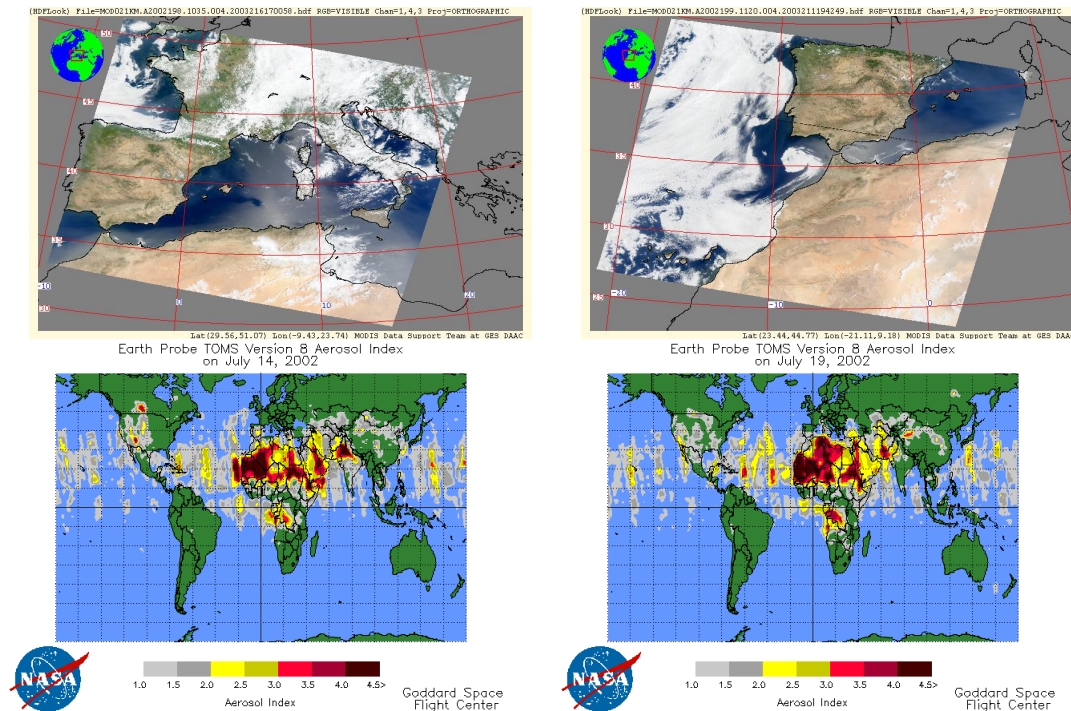 (HDFLook) File=MOD021KM.A2002198.1035.004.2003216170058.hdf RGB=VISIBLE Chan=1,4,3 Proj=ORTHOGRAPHIC
50
45
40
35
30
-10
0
10
20
Lat(29.56,51.07) Lon(-9.43,23.74) MODIS Data Support Team at GES DAAC
Earth Probe TOMS Version 8 Aerosol Index
on July 14, 2002
NASA
1.0 1.5 2.0 2.5 3.0 3.5 4.0 4.5>
Aerosol Index
Goddard Space
Flight Center
(HDFLook) File=MOD021KM.A2002199.1120.004.2003211194249.hdf RGB=VISIBLE Chan=1,4,3 Proj=ORTHOGRAPHIC
40
35
30
25
-20
-10
0
Lat(23.44,44.77) Lon(-21.11,9.18) MODIS Data Support Team at GES DAAC
Earth Probe TOMS Version 8 Aerosol Index
on July 19, 2002
NASA
1.0 1.5 2.0 2.5 3.0 3.5 4.0 4.5>
Aerosol Index
Goddard Space
Flight Center